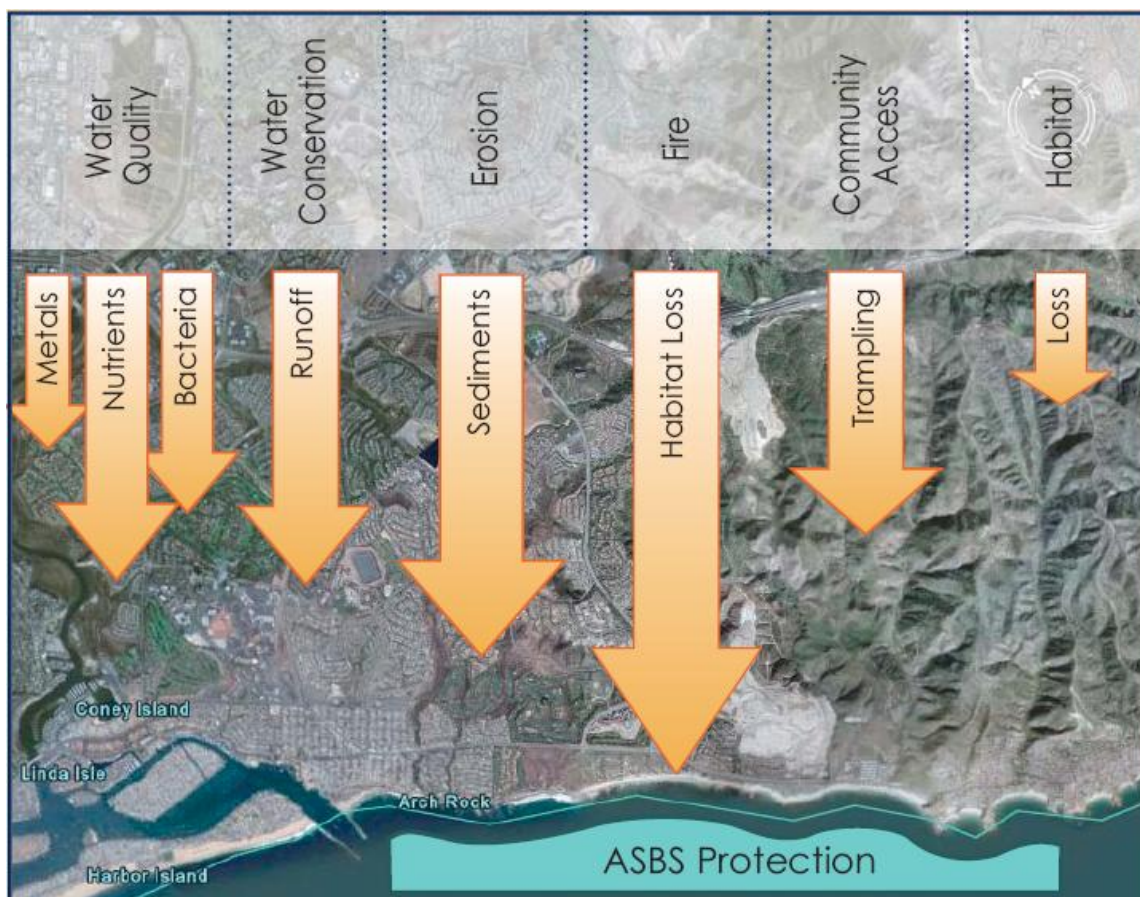 Water
Quality
Water
Conservation
Erosion
Fire
Community
Access
Habitat
N
Metals
Nutrients
Bacteria
Runoff
Sediments
Habitat Loss
Trampling
Loss
Coney Island
Linda Isle
Arch Rock
Harbor Island
ASBS Protection